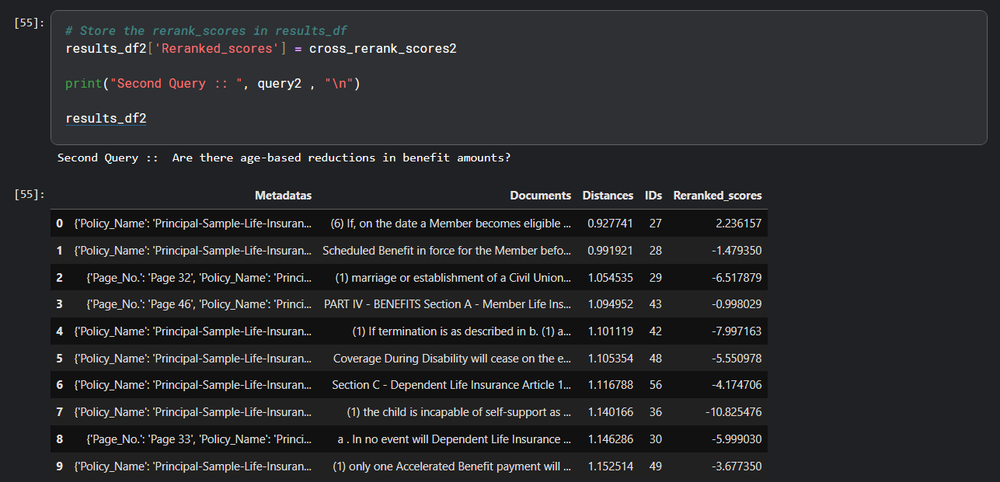 [55]:
# Store the rerank_scores in results_df
results_df2['Reranked_scores'] = cross_rerank_scores2
print("Second Query :: ", query2 , "\n")
results_df2
Second Query ::  Are there age-based reductions in benefit amounts?
[55]:
Metadatas Documents Distances IDs Reranked_scores
0 {'Policy_Name': 'Principal-Sample-Life-Insuran... (6) If, on the date a Member becomes eligible ... 0.927741 27 2.236157
1 {'Policy_Name': 'Principal-Sample-Life-Insuran... Scheduled Benefit in force for the Member befo... 0.991921 28 -1.479350
2 {'Page_No.': 'Page 32', 'Policy_Name': 'Princi... (1) marriage or establishment of a Civil Union... 1.054535 29 -6.517879
3 {'Page_No.': 'Page 46', 'Policy_Name': 'Princi... PART IV - BENEFITS Section A - Member Life Ins... 1.094952 43 -0.998029
4 {'Policy_Name': 'Principal-Sample-Life-Insuran... (1) If termination is as described in b. (1) a... 1.101119 42 -7.997163
5 {'Policy_Name': 'Principal-Sample-Life-Insuran... Coverage During Disability will cease on the e... 1.105354 48 -5.550978
6 {'Policy_Name': 'Principal-Sample-Life-Insuran... Section C - Dependent Life Insurance Article 1... 1.116788 56 -4.174706
7 {'Policy_Name': 'Principal-Sample-Life-Insuran... (1) the child is incapable of self-support as ... 1.140166 36 -10.825476
8 {'Page_No.': 'Page 33', 'Policy_Name': 'Princi... a . In no event will Dependent Life Insurance ... 1.146286 30 -5.999030
9 {'Policy_Name': 'Principal-Sample-Life-Insuran... (1) only one Accelerated Benefit payment will ... 1.152514 49 -3.677350